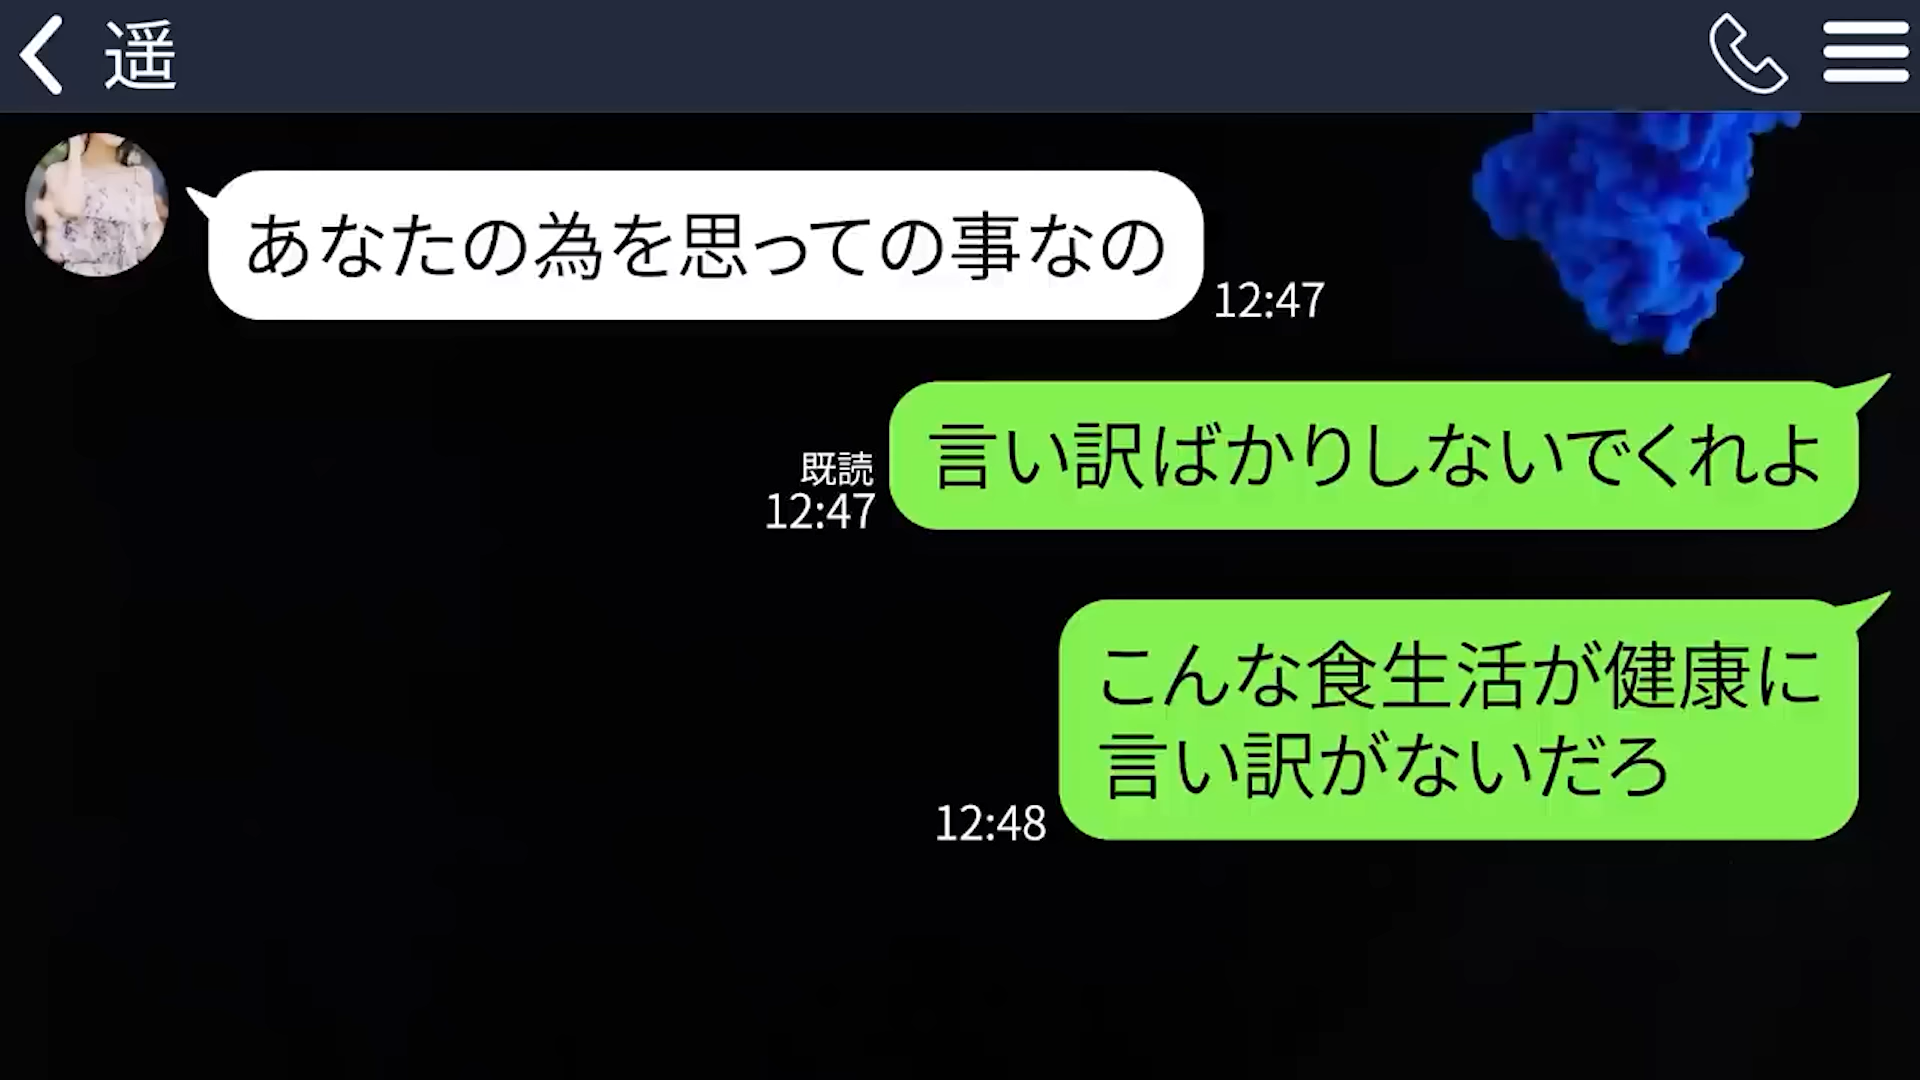 遥
あなたの為を思っての事なの
12:47
言い訳ばかりしないでくれよ
既読
12:47
こんな食生活が健康に
言い訳がないだろ
12:48